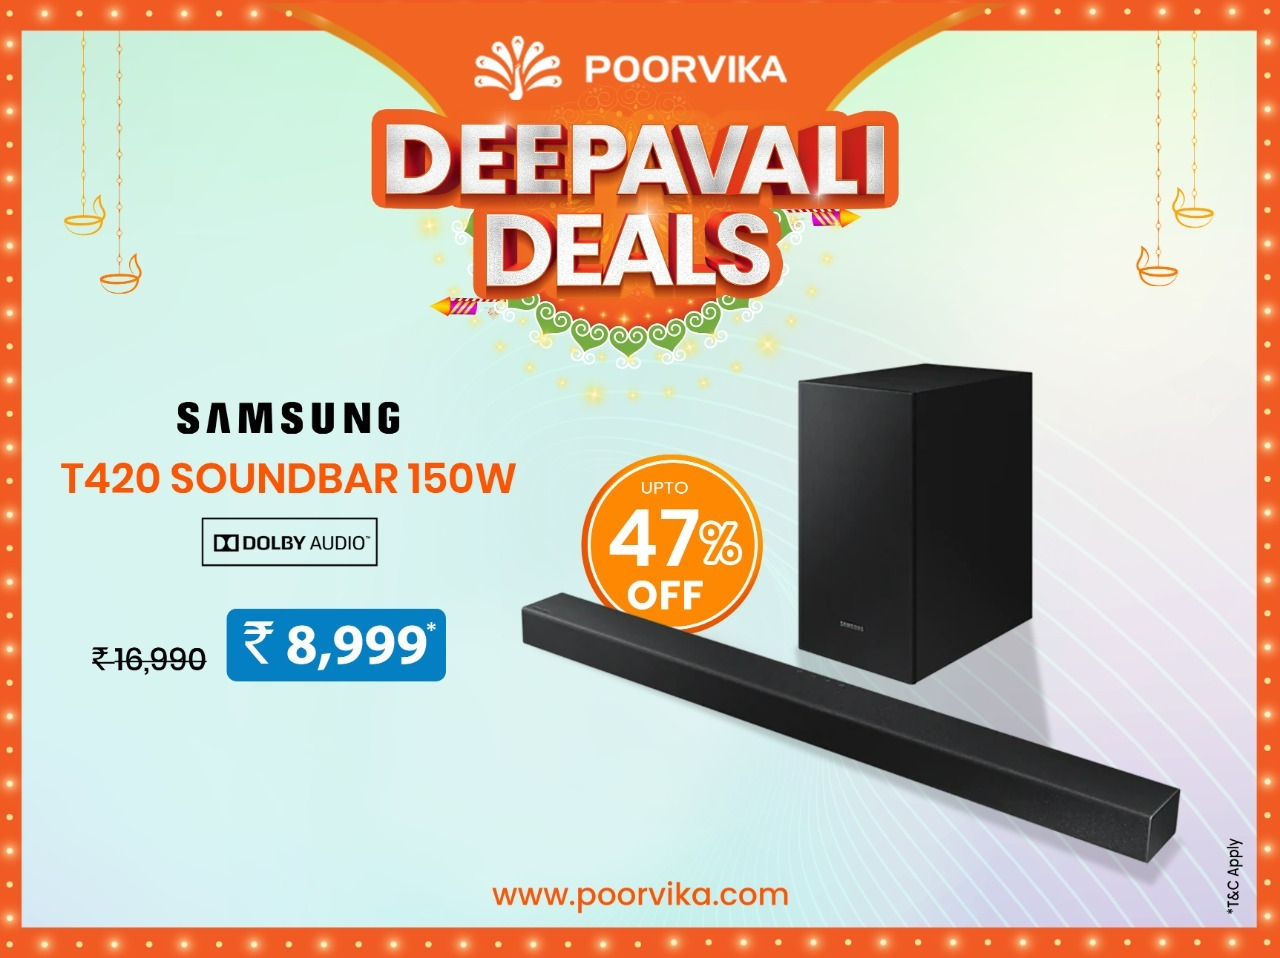 POORVIKA
DEEPAVALI
DEALS
SAMSUNG
T420 SOUNDBAR 150W
DOLBY AUDIO™
UPTO
47%
OFF
₹16,990
₹ 8,999*
SAMSUNG
www.poorvika.com
*T&C Apply